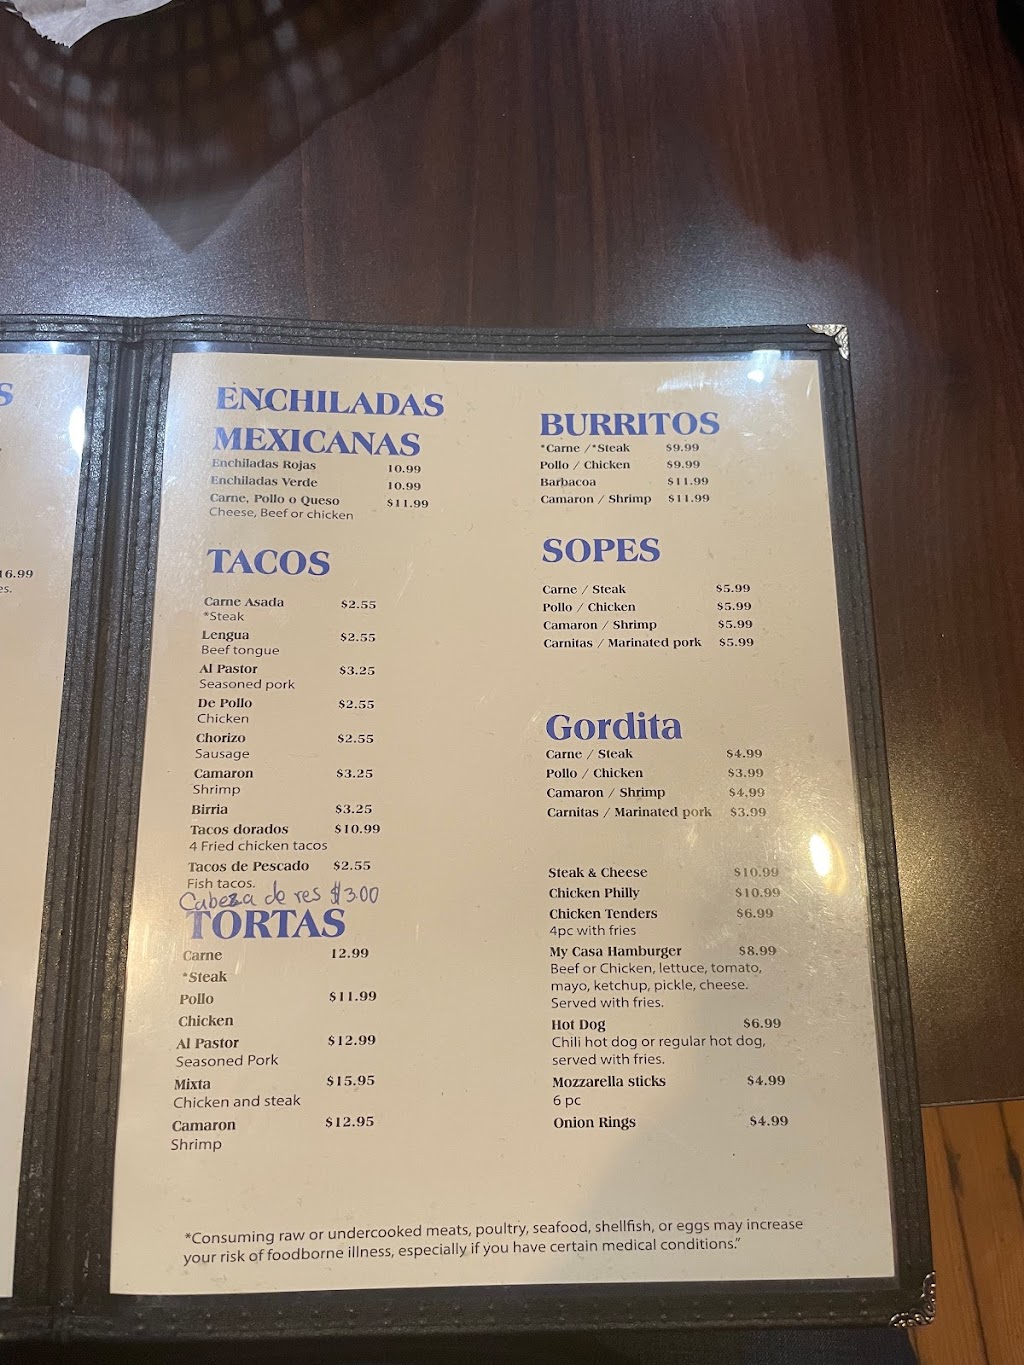 S
16.99
es.
ENCHILADAS
MEXICANAS
Enchiladas Rojas 10.99
Enchiladas Verde 10.99
Carne, Pollo o Queso $11.99
Cheese, Beef or chicken
TACOS
Carne Asada $2.55
*Steak
Lengua $2.55
Beef tongue
Al Pastor $3.25
Seasoned pork
De Pollo $2.55
Chicken
Chorizo $2.55
Sausage
Camaron $3.25
Shrimp
Birria $3.25
Tacos dorados $10.99
4 Fried chicken tacos
Tacos de Pescado $2.55
Fish tacos.
Cabeza de res $3.00
TORTAS
Carne 12.99
*Steak
Pollo $11.99
Chicken
Al Pastor $12.99
Seasoned Pork
Mixta $15.95
Chicken and steak
Camaron $12.95
Shrimp
BURRITOS
*Carne /*Steak $9.99
Pollo / Chicken $9.99
Barbacoa $11.99
Camaron / Shrimp $11.99
SOPES
Carne / Steak $5.99
Pollo / Chicken $5.99
Camaron / Shrimp $5.99
Carnitas / Marinated pork $5.99
Gordita
Carne / Steak $4.99
Pollo / Chicken $3.99
Camaron / Shrimp $4.99
Carnitas / Marinated pork $3.99
Steak & Cheese $10.99
Chicken Philly $10.99
Chicken Tenders $6.99
4pc with fries
My Casa Hamburger $8.99
Beef or Chicken, lettuce, tomato,
mayo, ketchup, pickle, cheese.
Served with fries.
Hot Dog $6.99
Chili hot dog or regular hot dog,
served with fries.
Mozzarella sticks $4.99
6 pc
Onion Rings $4.99
*Consuming raw or undercooked meats, poultry, seafood, shellfish, or eggs may increase
your risk of foodborne illness, especially if you have certain medical conditions."